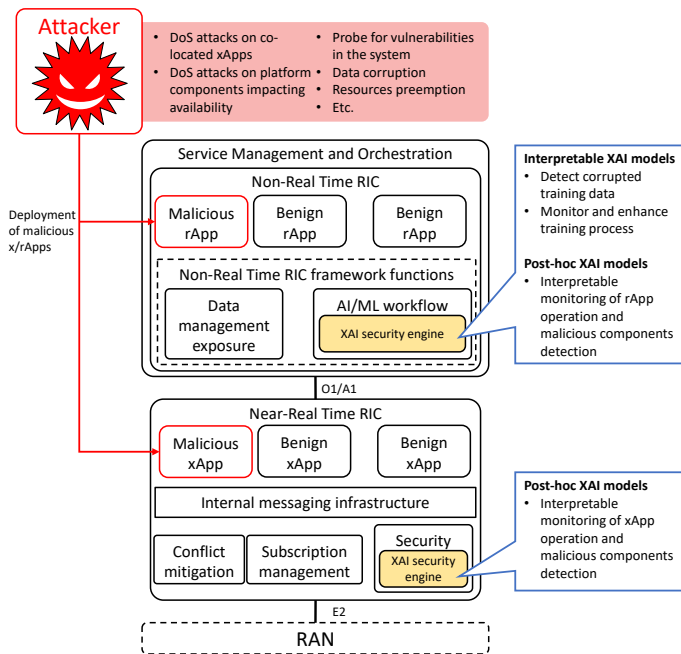 Attacker
• DoS attacks on co-
located xApps
• DoS attacks on platform
components impacting
availability
• Probe for vulnerabilities
in the system
• Data corruption
• Resources preemption
• Etc.
Deployment
of malicious
x/rApps
Service Management and Orchestration
Non-Real Time RIC
Malicious
rApp
Benign
rApp
Benign
rApp
Non-Real Time RIC framework functions
Data
management
exposure
AI/ML workflow
XAI security engine
Interpretable XAI models
• Detect corrupted
training data
• Monitor and enhance
training process
Post-hoc XAI models
• Interpretable
monitoring of rApp
operation and
malicious components
detection
O1/A1
Near-Real Time RIC
Malicious
xApp
Benign
xApp
Benign
xApp
Internal messaging infrastructure
Conflict
mitigation
Subscription
management
Security
XAI security
engine
Post-hoc XAI models
• Interpretable
monitoring of xApp
operation and
malicious components
detection
E2
RAN